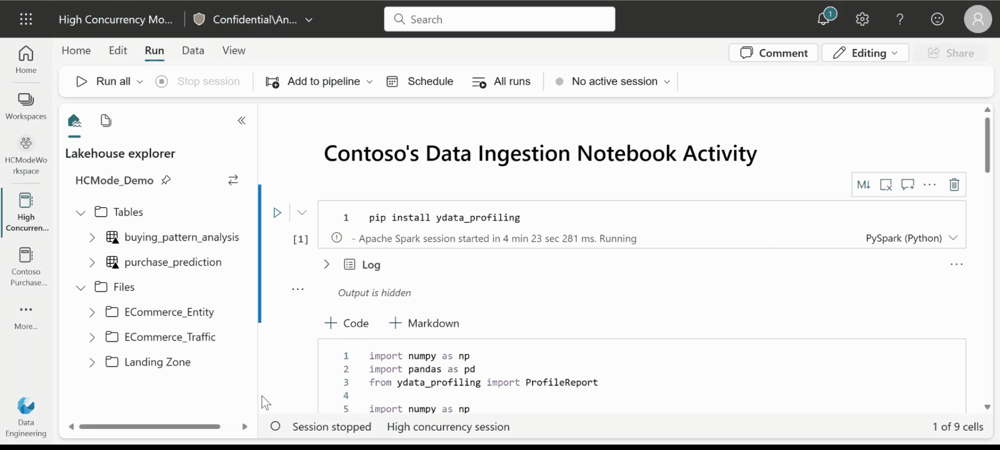 High Concurrency Mo...
Confidential\An...
Search
1
Home
Edit
Run
Data
View
Comment
Editing
Share
Run all
Stop session
Add to pipeline
Schedule
All runs
No active session
Home
Workspaces
HCModeWo
rkspace
High
Concurren...
Contoso
Purchase...
More...
Data
Engineering
Lakehouse explorer
HCMode_Demo
Tables
buying_pattern_analysis
purchase_prediction
Files
ECommerce_Entity
ECommerce_Traffic
Landing Zone
Contoso's Data Ingestion Notebook Activity
M↓
1 pip install ydata_profiling
[1]
- Apache Spark session started in 4 min 23 sec 281 ms. Running
PySpark (Python)
Log
Output is hidden
+ Code
+ Markdown
1 import numpy as np
2 import pandas as pd
3 from ydata_profiling import ProfileReport
4
5 import numpy as np
Session stopped
High concurrency session
1 of 9 cells